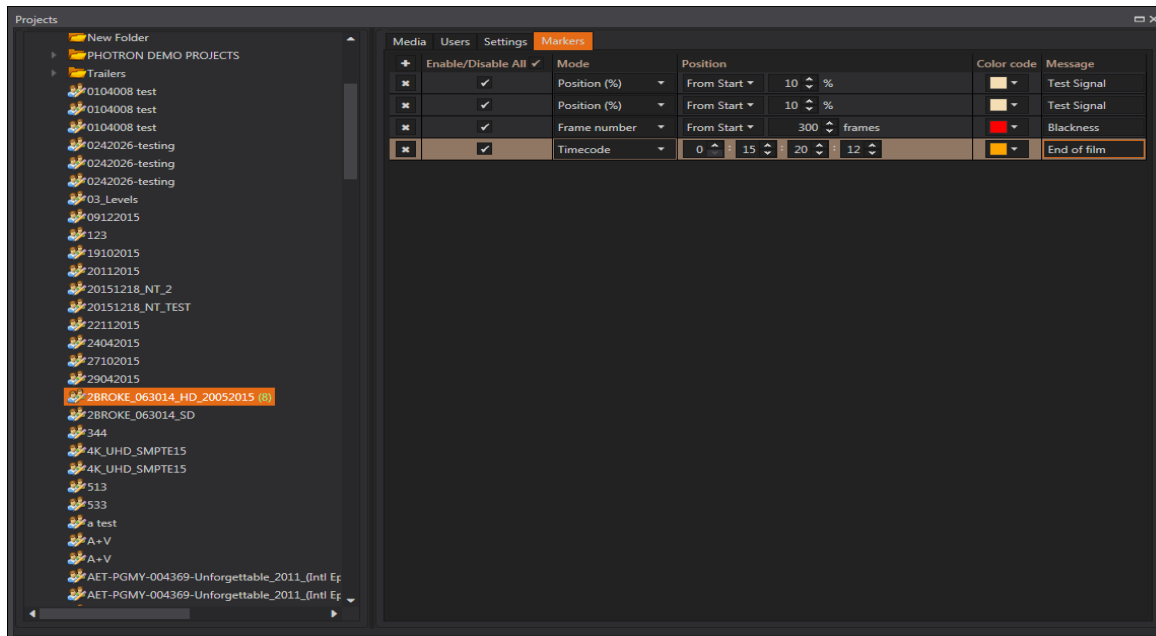 Projects
New Folder
PHOTRON DEMO PROJECTS
Trailers
0104008 test
0104008 test
0104008 test
0242026-testing
0242026-testing
0242026-testing
03_Levels
09122015
123
19102015
20112015
20151218_NT_2
20151218_NT_TEST
22112015
24042015
27102015
29042015
2BROKE_063014_HD_20052015 (8)
2BROKE_063014_SD
344
4K_UHD_SMPTE15
4K_UHD_SMPTE15
513
533
a test
A+V
A+V
AET-PGMY-004369-Unforgettable_2011_(Intl Ep
AET-PGMY-004369-Unforgettable_2011_(Intl Ep
Media Users Settings Markers
Enable/Disable All ✔ Mode Position Color code Message
Position (%) From Start 10 % Test Signal
Position (%) From Start 10 % Test Signal
Frame number From Start 300 frames Blackness
Timecode 0 : 15 : 20 : 12 End of film